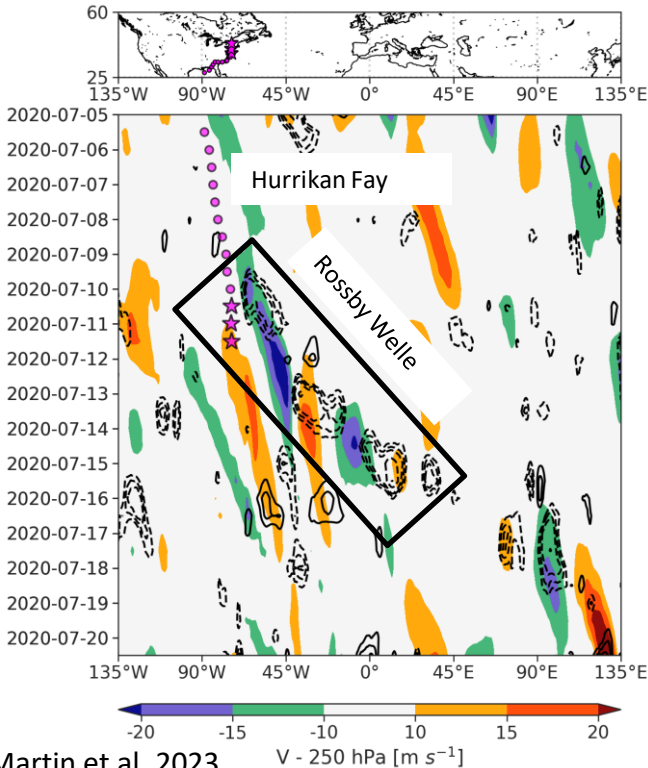 60
25
135°W 90°W 45°W 0° 45°E 90°E 135°E
2020-07-05
2020-07-06
Hurrikan Fay
2020-07-07
2020-07-08
2020-07-09
Rossby Welle
2020-07-10
2020-07-11
2020-07-12
2020-07-13
2020-07-14
2020-07-15
2020-07-16
2020-07-17
2020-07-18
2020-07-19
2020-07-20
135°W 90°W 45°W 0° 45°E 90°E 135°E
-20 -15 -10 10 15 20
Martin et al. 2023
V - 250 hPa [m s⁻¹]